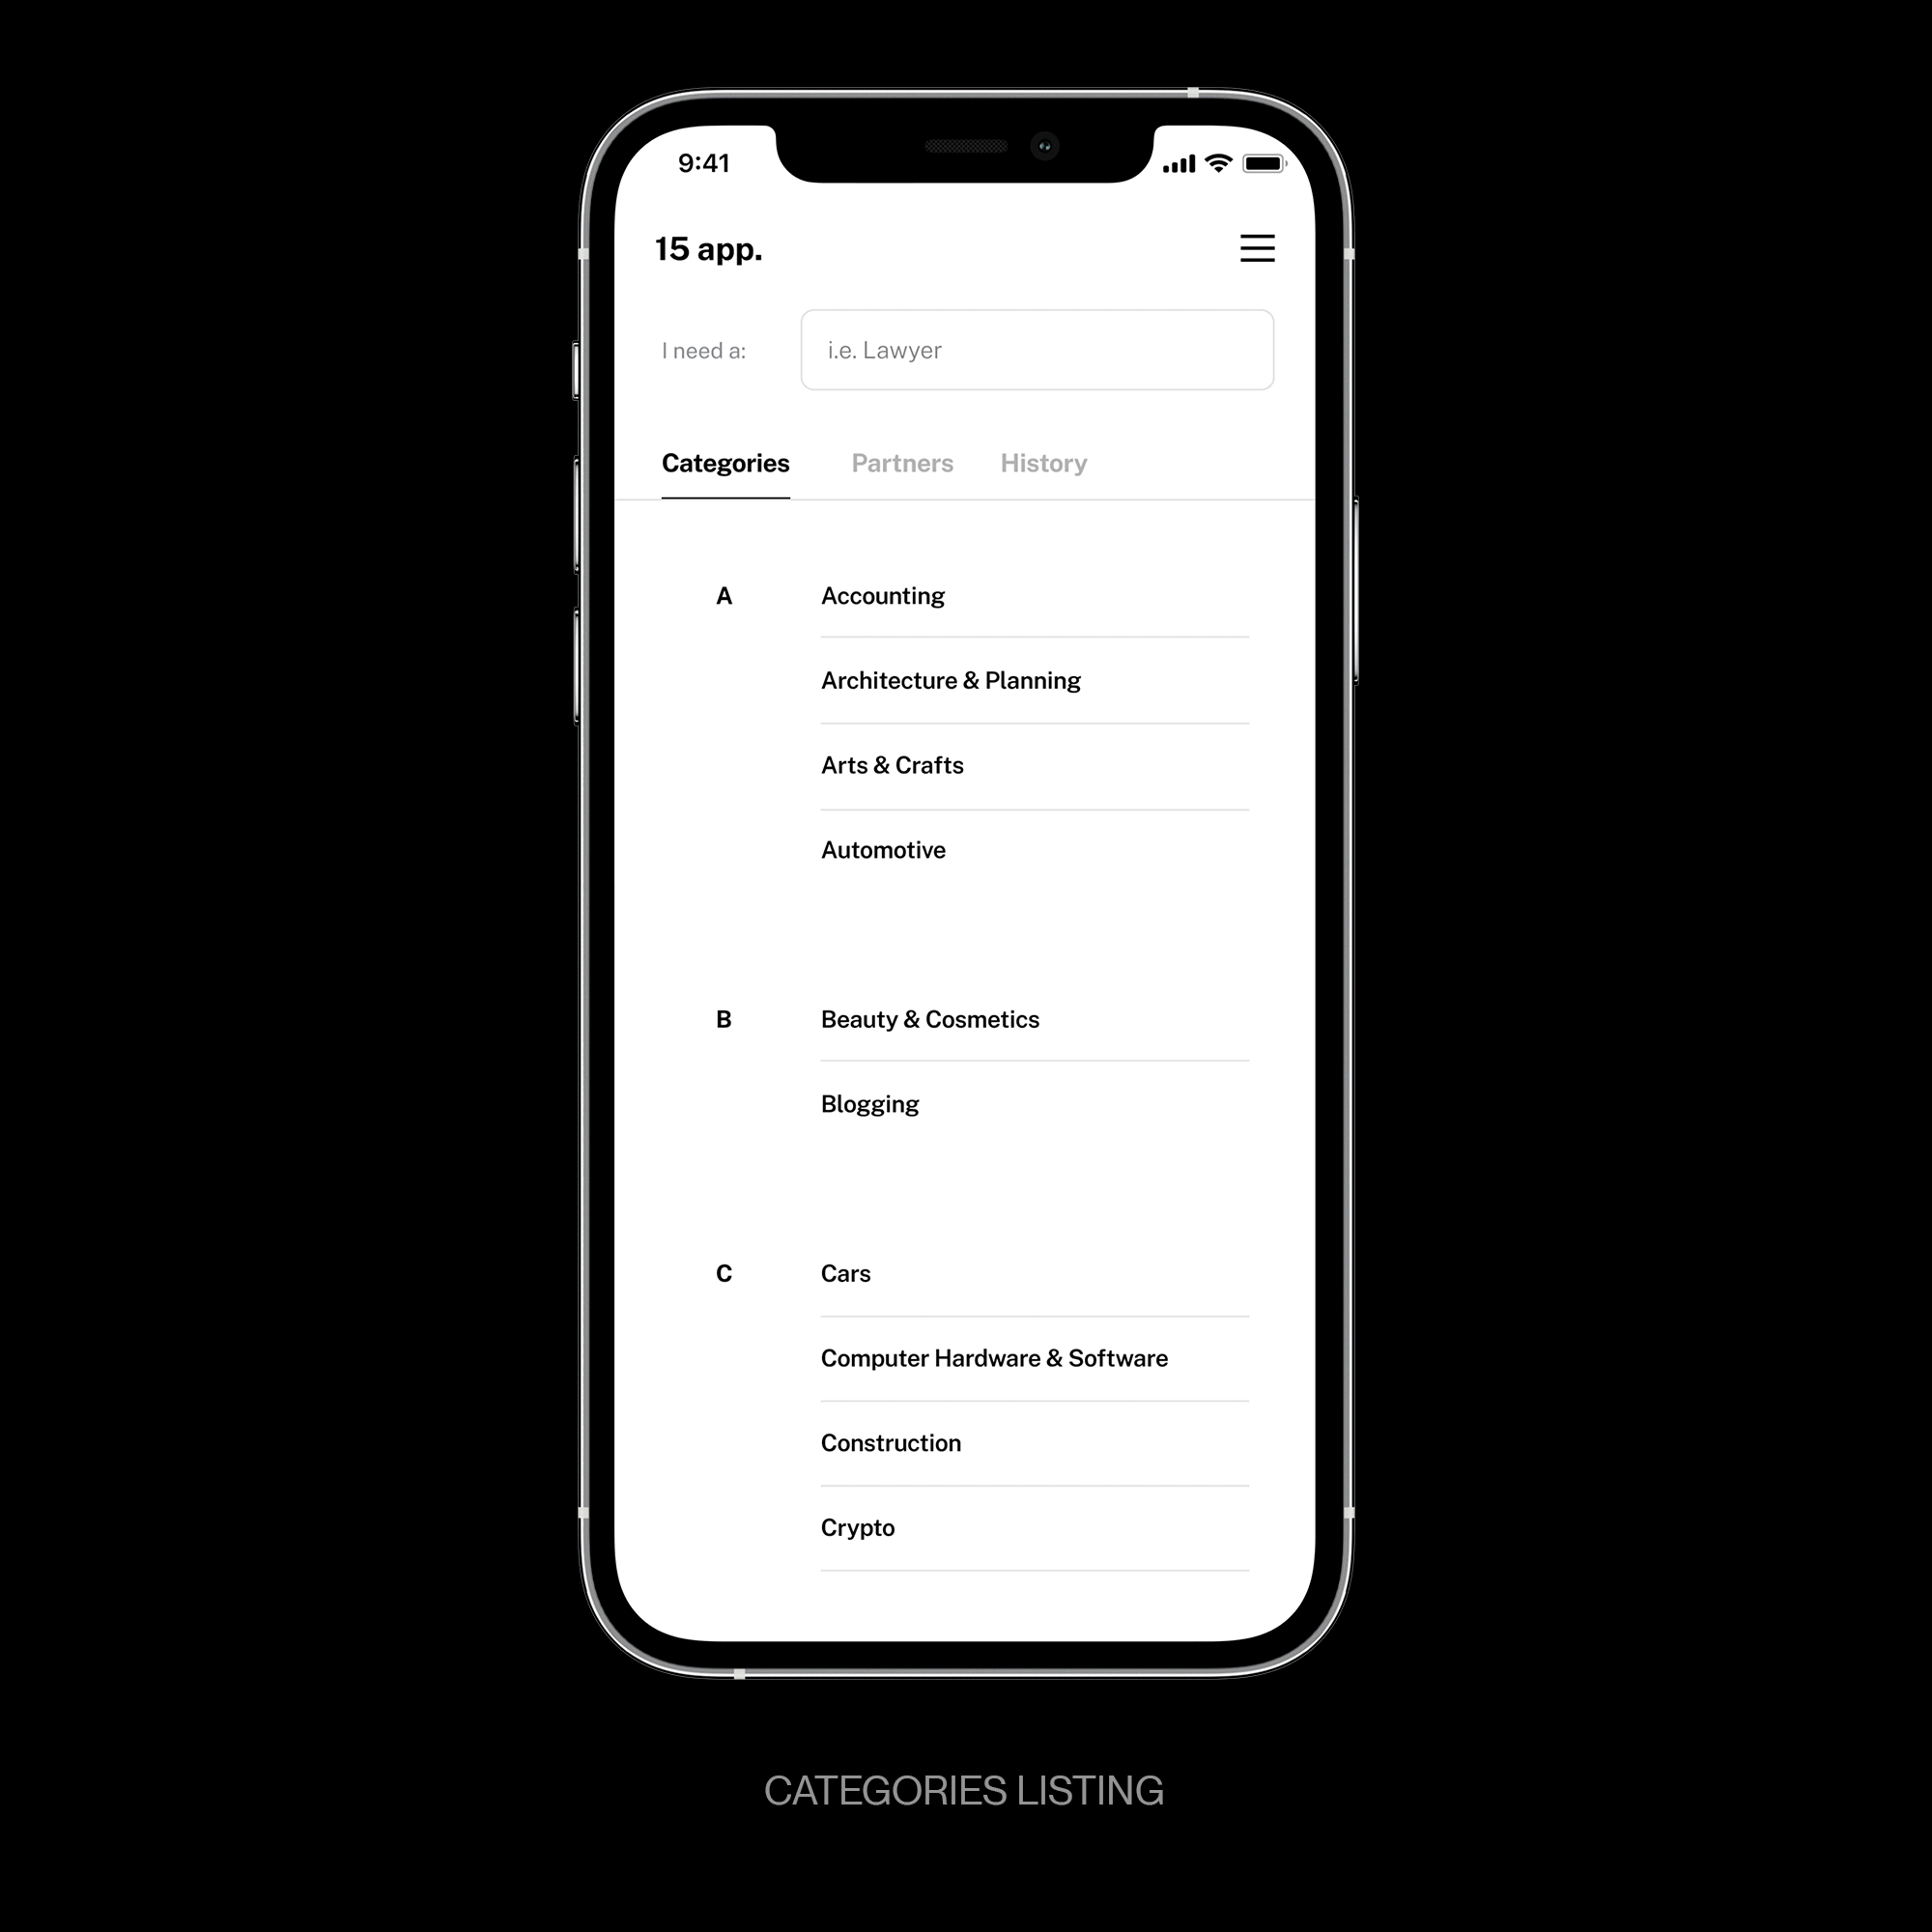 9:41
15 app.
I need a: i.e. Lawyer
Categories Partners History
A Accounting
Architecture & Planning
Arts & Crafts
Automotive
B Beauty & Cosmetics
Blogging
C Cars
Computer Hardware & Software
Construction
Crypto
CATEGORIES LISTING